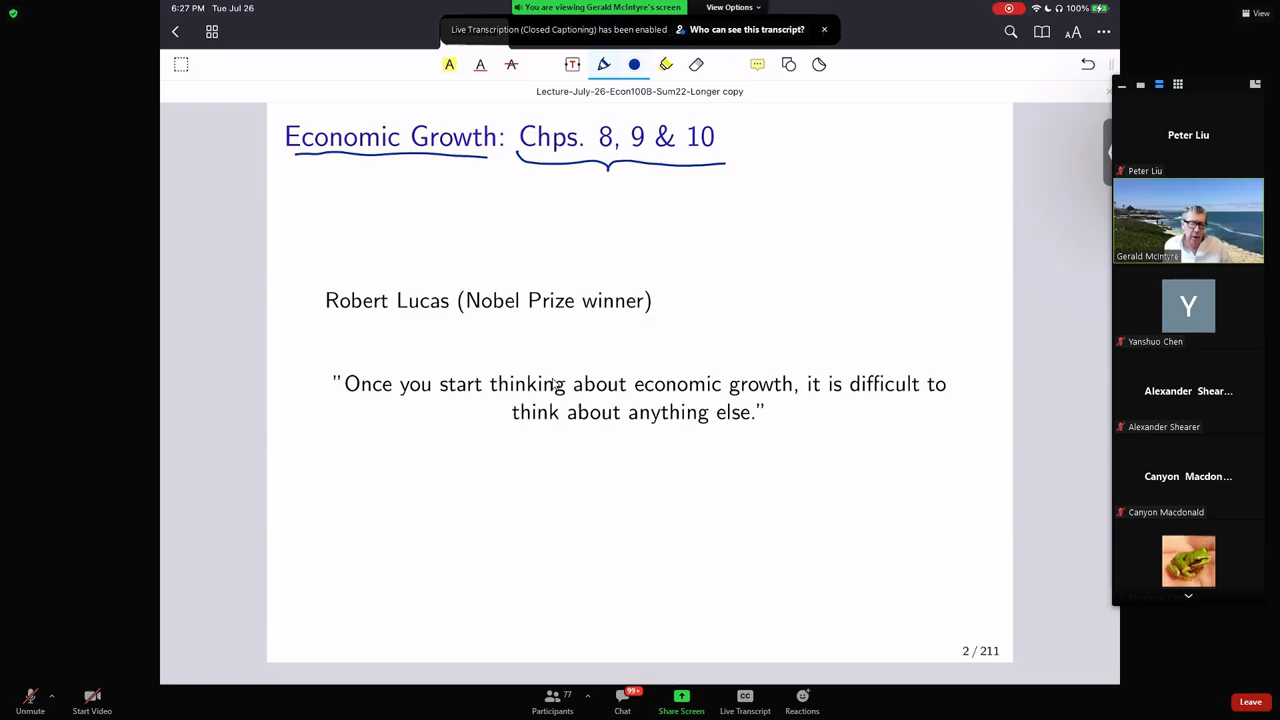 6:27 PM Tue Jul 26
You are viewing Gerald McIntyre's screen
View Options
100%
View
Live Transcription (Closed Captioning) has been enabled
Who can see this transcript?
Lecture-July-26-Econ100B-Sum22-Longer copy
Economic Growth: Chps. 8, 9 & 10
Robert Lucas (Nobel Prize winner)
"Once you start thinking about economic growth, it is difficult to
think about anything else."
2 / 211
Peter Liu
Peter Liu
Gerald McIntyre
Y
Yanshuo Chen
Alexander Shear...
Alexander Shearer
Canyon Macdon...
Canyon Macdonald
Unmute
Start Video
77
Participants
99+
Chat
Share Screen
CC
Live Transcript
Reactions
Leave